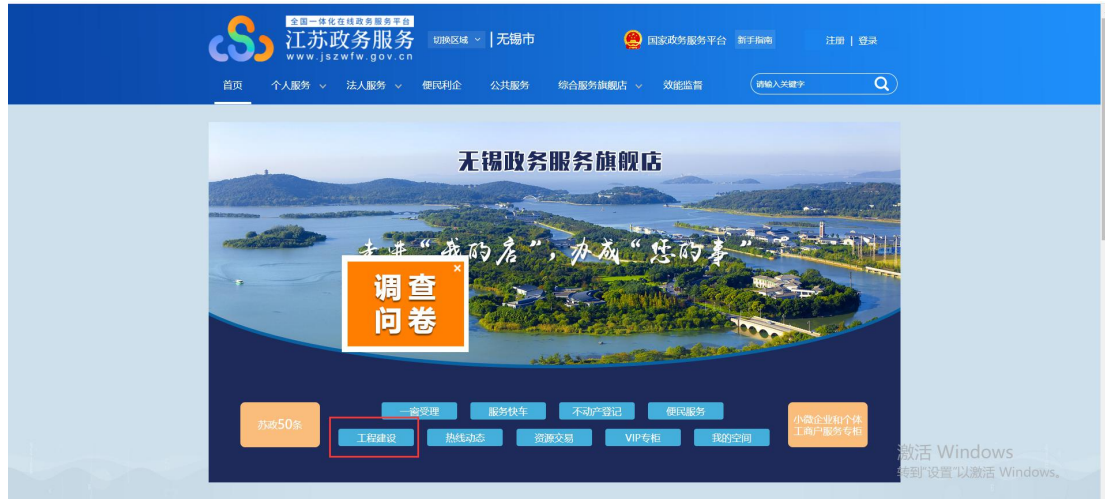 全国一体化在线政务服务平台
江苏政务服务
www.jszwfw.gov.cn
切换区域 无锡市
国家政务服务平台 新手指南 注册 | 登录
首页 个人服务 法人服务 便民利企 公共服务 综合服务旗舰店 效能监督 请输入关键字
无锡政务服务旗舰店
走进“我的店”，办成“您的事”
调查
问卷
×
苏政50条
一窗受理 服务快车 不动产登记 便民服务
工程建设 热线动态 资源交易 VIP专柜 我的空间
小微企业和个体
工商户服务专柜
激活 Windows
转到"设置"以激活 Windows。